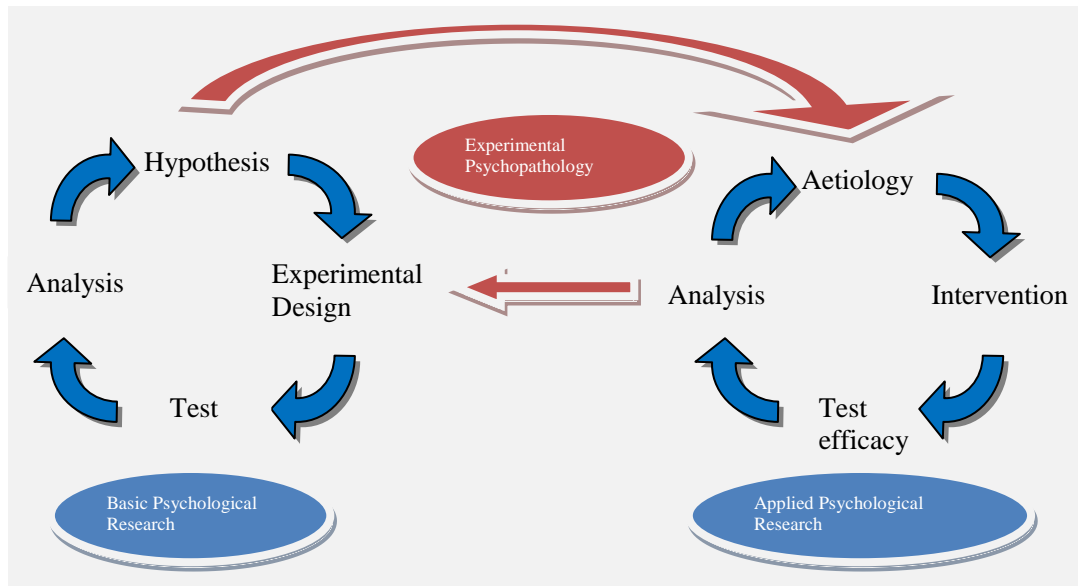 Experimental
Psychopathology
Hypothesis
Experimental
Design
Test
Analysis
Basic Psychological
Research
Aetiology
Intervention
Test
efficacy
Analysis
Applied Psychological
Research